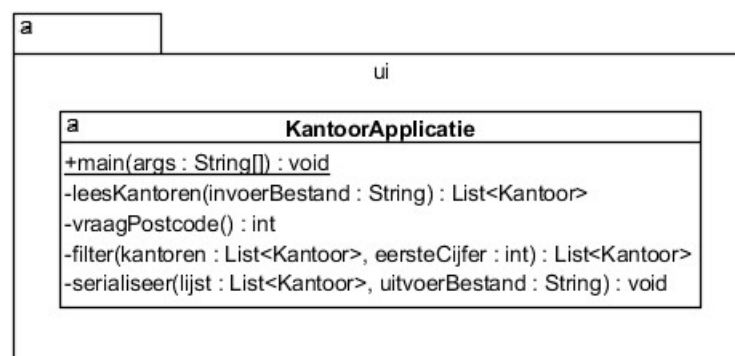 a
ui
a
KantoorApplicatie
+main(args : String[]) : void
-leesKantoren(invoerBestand : String) : List<Kantoor>
-vraagPostcode() : int
-filter(kantoren : List<Kantoor>, eersteCijfer : int) : List<Kantoor>
-serialiseer(lijst : List<Kantoor>, uitvoerBestand : String) : void